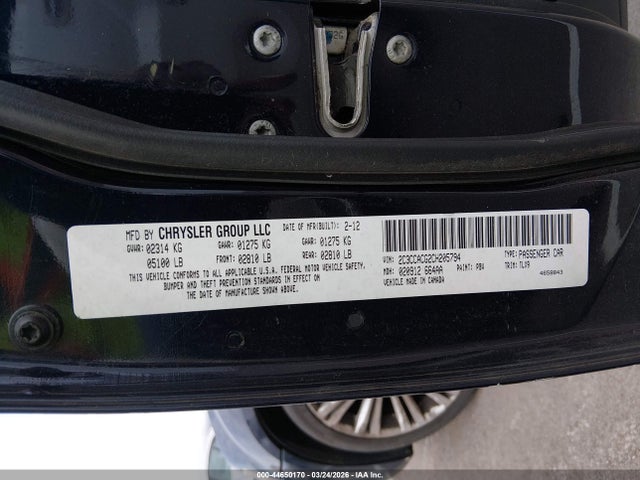 MFD BY CHRYSLER GROUP LLC DATE OF MFR(BUILT): 2-12
GVWR: 02314 KG GAWR: 01275 KG GAWR: 01275 KG
05100 LB FRONT: 02810 LB REAR: 02810 LB
THIS VEHICLE CONFORMS TO ALL APPLICABLE U.S.A. FEDERAL MOTOR VEHICLE SAFETY,
BUMPER AND THEFT PREVENTION STANDARDS IN EFFECT ON
THE DATE OF MANUFACTURE SHOWN ABOVE.
VIN: 2C3CCACG2CH205794 TYPE: PASSENGER CAR
MDH: 020912 664AA PAINT: PBV TRIM: TLX9
VEHICLE MADE IN CANADA 4658843
000-44650170 - 03/24/2026 - IAA Inc.